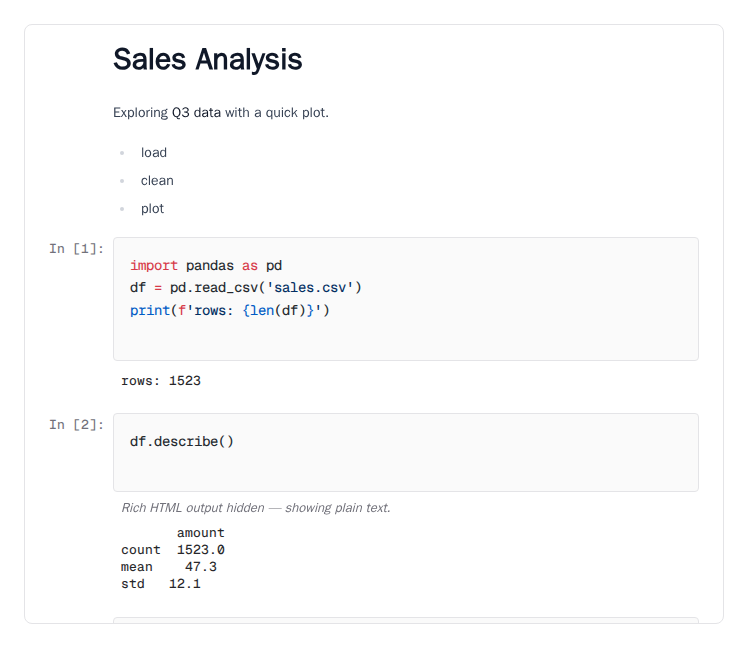 Sales Analysis
Exploring Q3 data with a quick plot.
load
clean
plot
In [1]:
import pandas as pd
df = pd.read_csv('sales.csv')
print(f'rows: {len(df)}')
rows: 1523
In [2]:
df.describe()
Rich HTML output hidden — showing plain text.
       amount
count  1523.0
mean    47.3
std   12.1